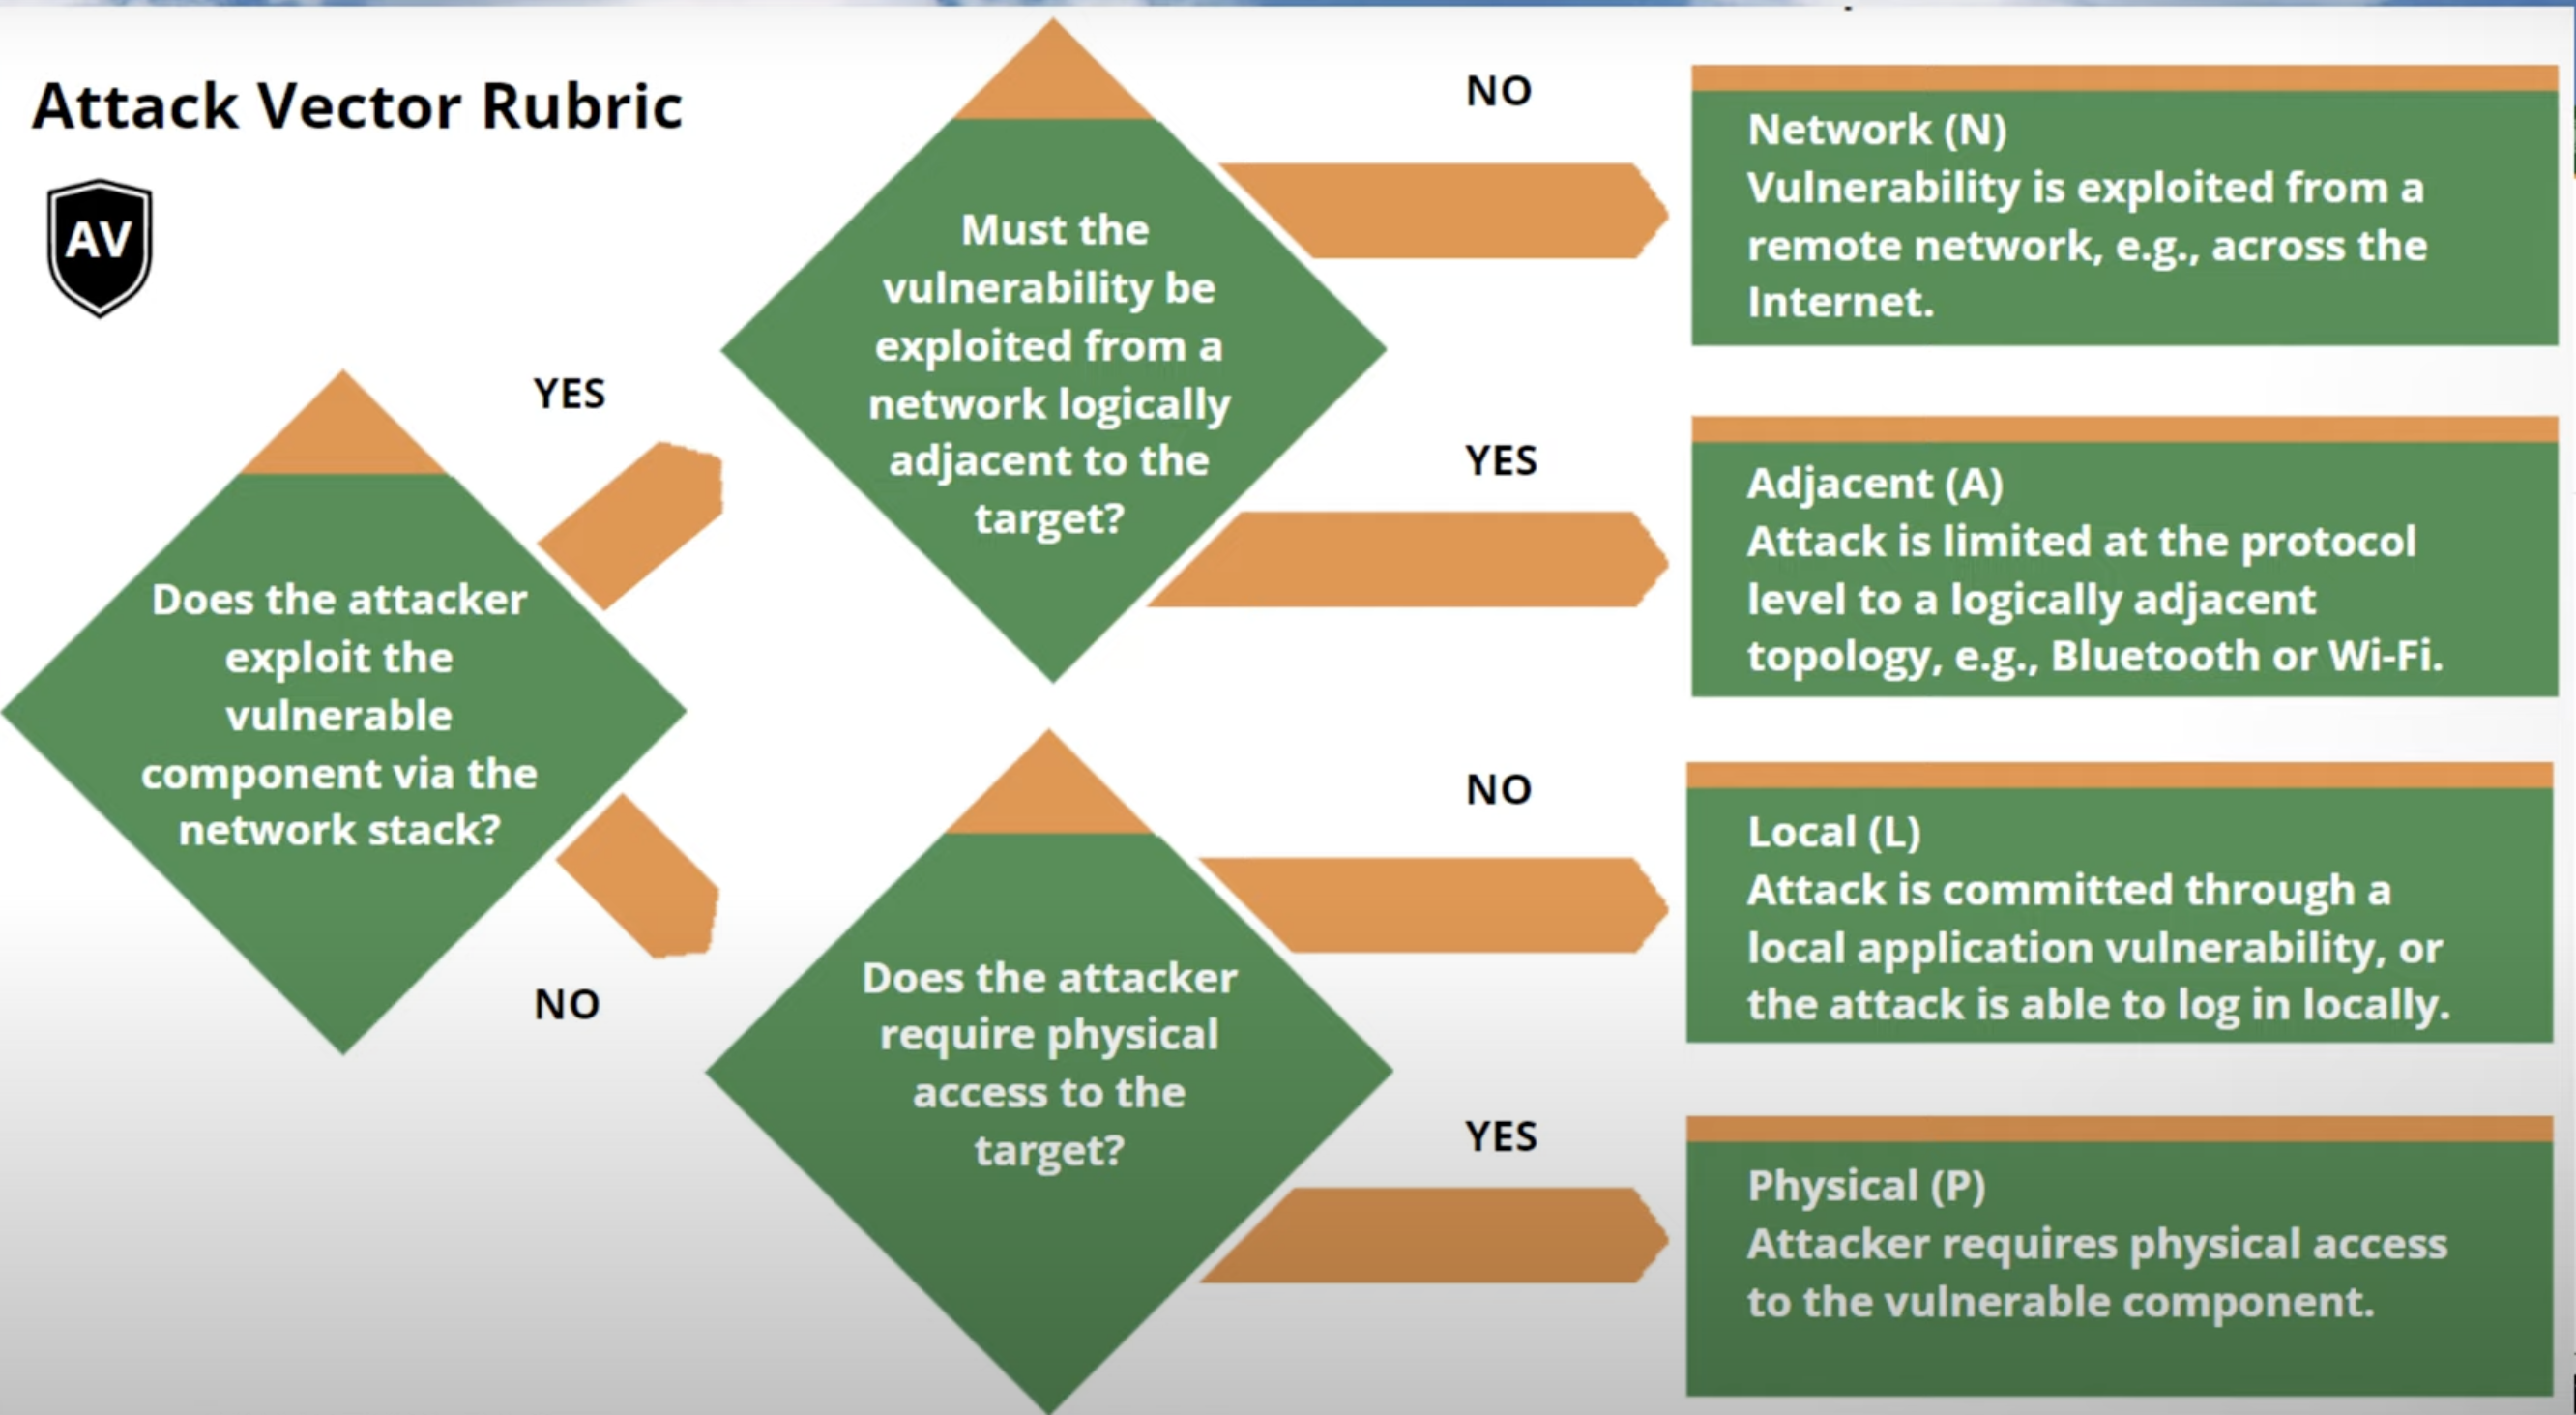 Attack Vector Rubric
AV
Does the attacker
exploit the
vulnerable
component via the
network stack?
YES
NO
Must the
vulnerability be
exploited from a
network logically
adjacent to the
target?
NO
YES
Network (N)
Vulnerability is exploited from a
remote network, e.g., across the
Internet.
Adjacent (A)
Attack is limited at the protocol
level to a logically adjacent
topology, e.g., Bluetooth or Wi-Fi.
Does the attacker
require physical
access to the
target?
NO
YES
Local (L)
Attack is committed through a
local application vulnerability, or
the attack is able to log in locally.
Physical (P)
Attacker requires physical access
to the vulnerable component.